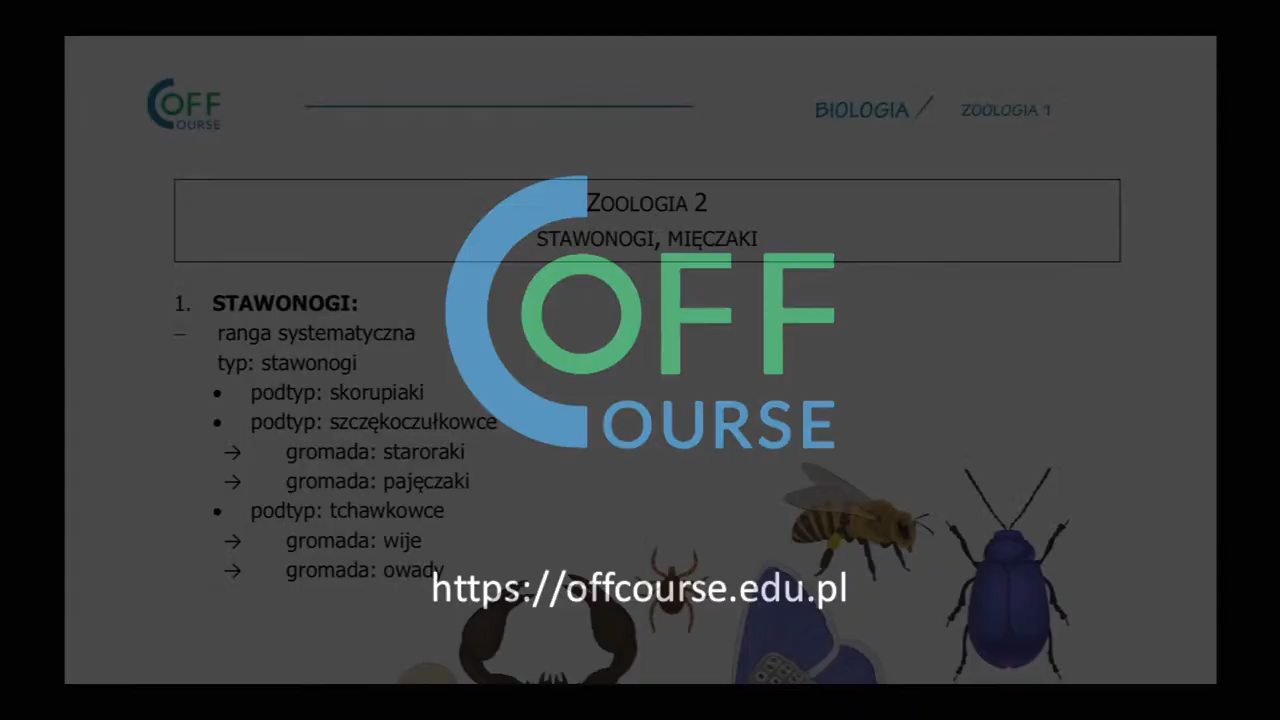 OFF
COURSE
BIOLOGIA / ZOOLOGIA 1
ZOOLOGIA 2
STAWONOGI, MIĘCZAKI
OFF
COURSE
1. STAWONOGI:
– ranga systematyczna
typ: stawonogi
• podtyp: skorupiaki
• podtyp: szczękoczułkowce
→ gromada: staroraki
→ gromada: pajęczaki
• podtyp: tchawkowce
→ gromada: wije
→ gromada: owady
https://offcourse.edu.pl